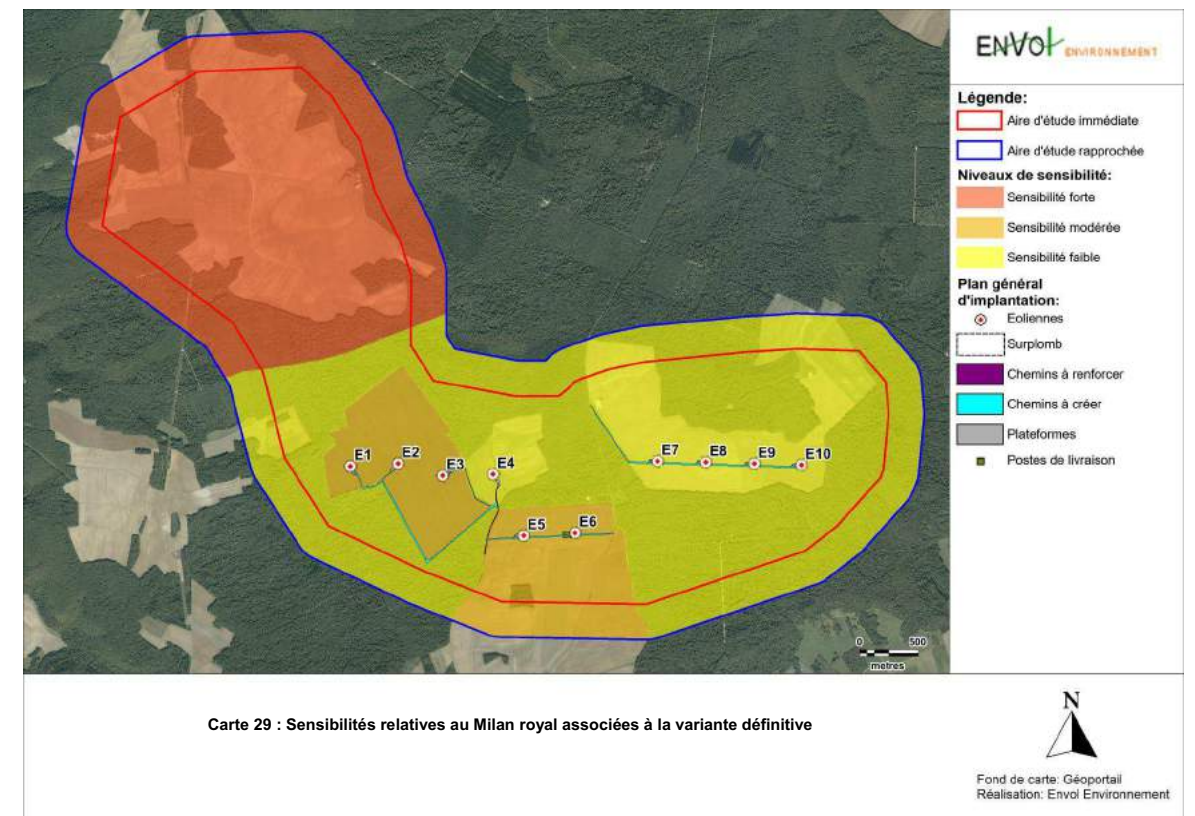 ENVOL ENVIRONNEMENT
Légende:
Aire d'étude immédiate
Aire d'étude rapprochée
Niveaux de sensibilité:
Sensibilité forte
Sensibilité modérée
Sensibilité faible
Plan général
d'implantation:
Eoliennes
Surplomb
Chemins à renforcer
Chemins à créer
Plateformes
Postes de livraison
E1
E2
E3
E4
E5
E6
E7
E8
E9
E10
0 500
metres
Carte 29 : Sensibilités relatives au Milan royal associées à la variante définitive
N
Fond de carte: Géoportail
Réalisation: Envol Environnement